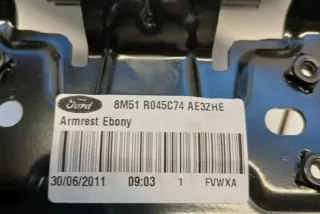 Ford 8M51 R045C74 AE3ZHE
Armrest Ebony
30/06/2011 09:03 1 FVWXA